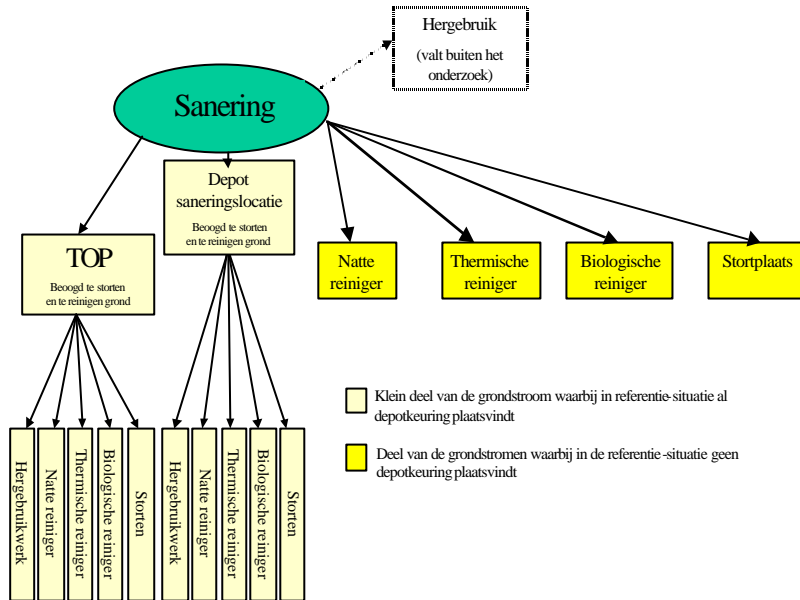 Hergebruik
(valt buiten het
onderzoek)
Sanering
Depot
saneringslocatie
Beoogd te storten
en te reinigen grond
TOP
Beoogd te storten
en te reinigen grond
Natte
reiniger
Thermische
reiniger
Biologische
reiniger
Stortplaats
Klein deel van de grondstroom waarbij in referentie-situatie al
depotkeuring plaatsvindt
Deel van de grondstromen waarbij in de referentie-situatie geen
depotkeuring plaatsvindt
Hergebruikwerk
Natte reiniger
Thermische reiniger
Biologische reiniger
Storten
Hergebruikwerk
Natte reiniger
Thermische reiniger
Biologische reiniger
Storten